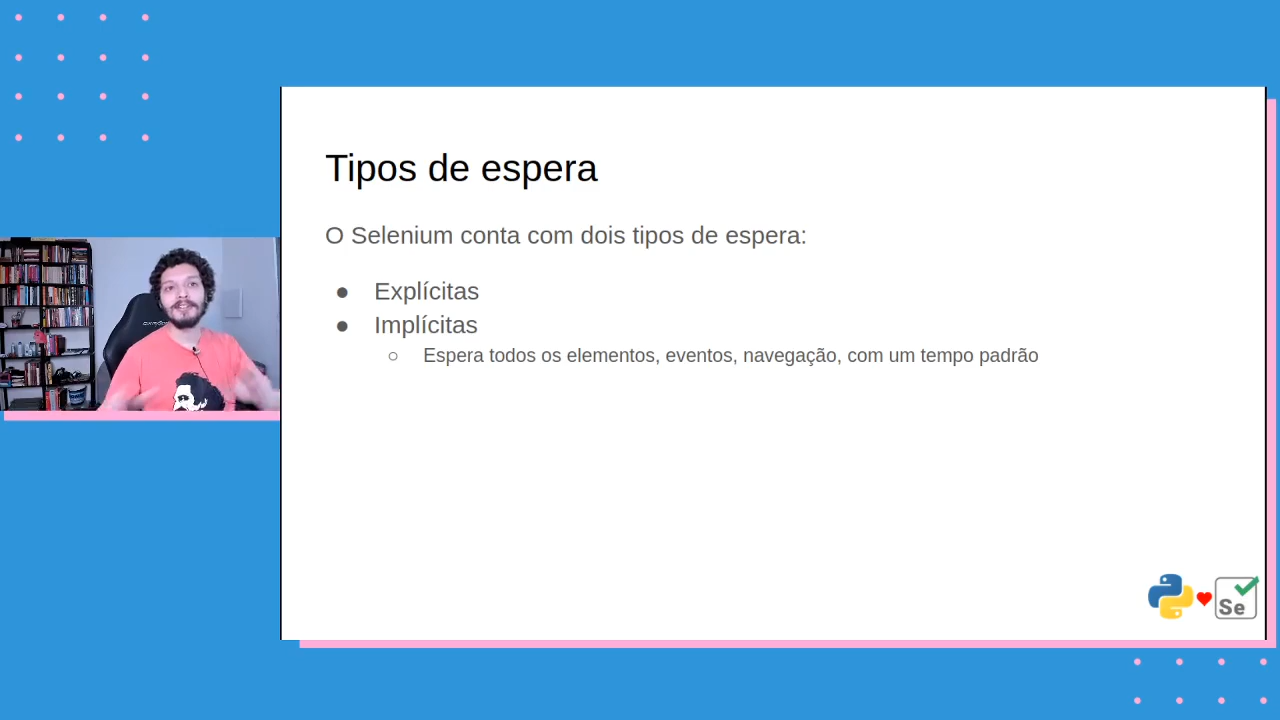 Tipos de espera
O Selenium conta com dois tipos de espera:
● Explícitas
● Implícitas
○ Espera todos os elementos, eventos, navegação, com um tempo padrão
Se